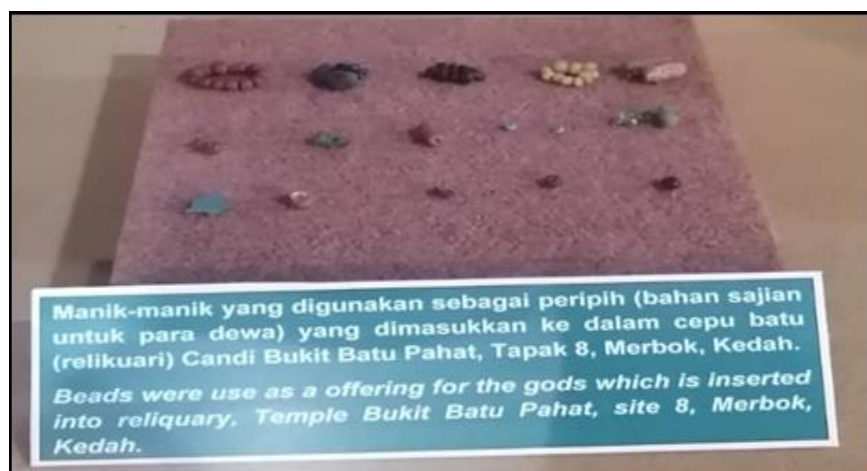 Manik-manik yang digunakan sebagai peripih (bahan sajian
untuk para dewa) yang dimasukkan ke dalam cepu batu
(relikuari) Candi Bukit Batu Pahat, Tapak 8, Merbok, Kedah.
Beads were use as a offering for the gods which is inserted
into reliquary, Temple Bukit Batu Pahat, site 8, Merbok,
Kedah.